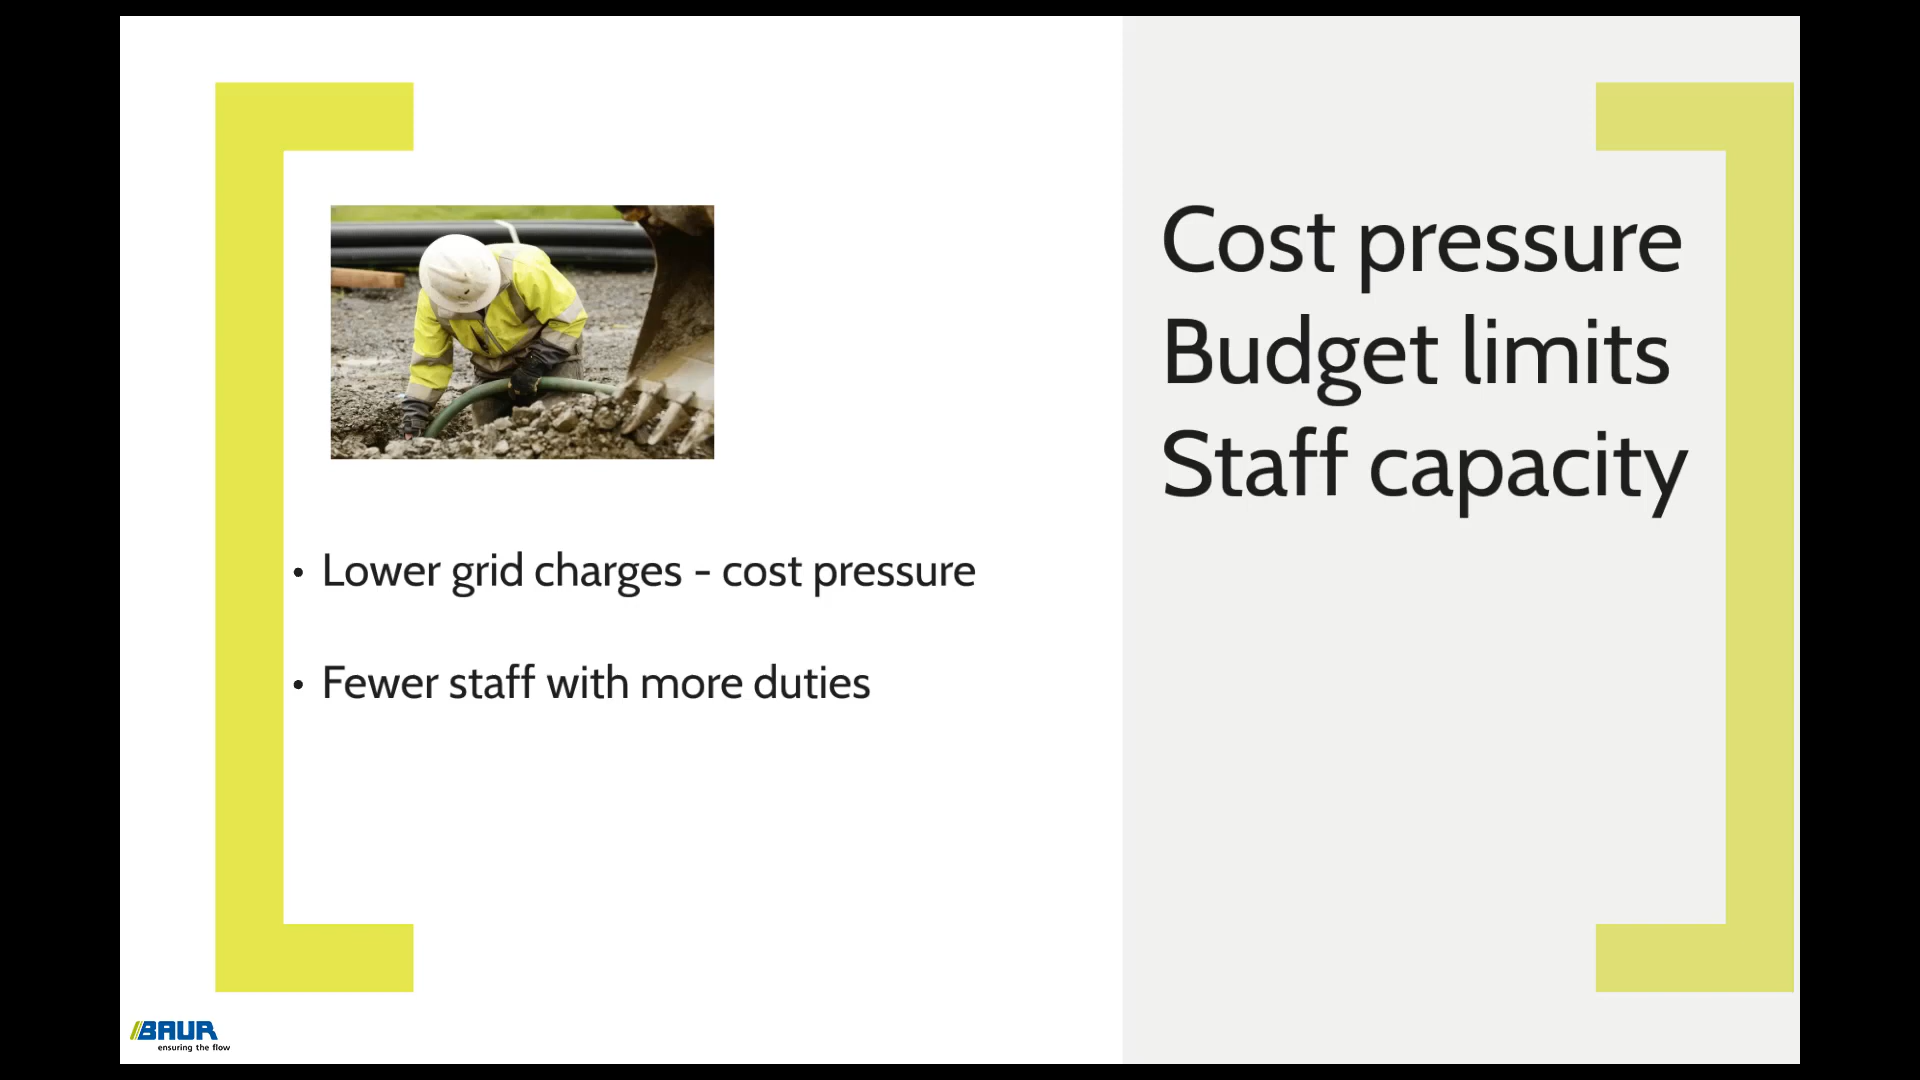 Cost pressure
Budget limits
Staff capacity
• Lower grid charges - cost pressure
• Fewer staff with more duties
BAUR
ensuring the flow